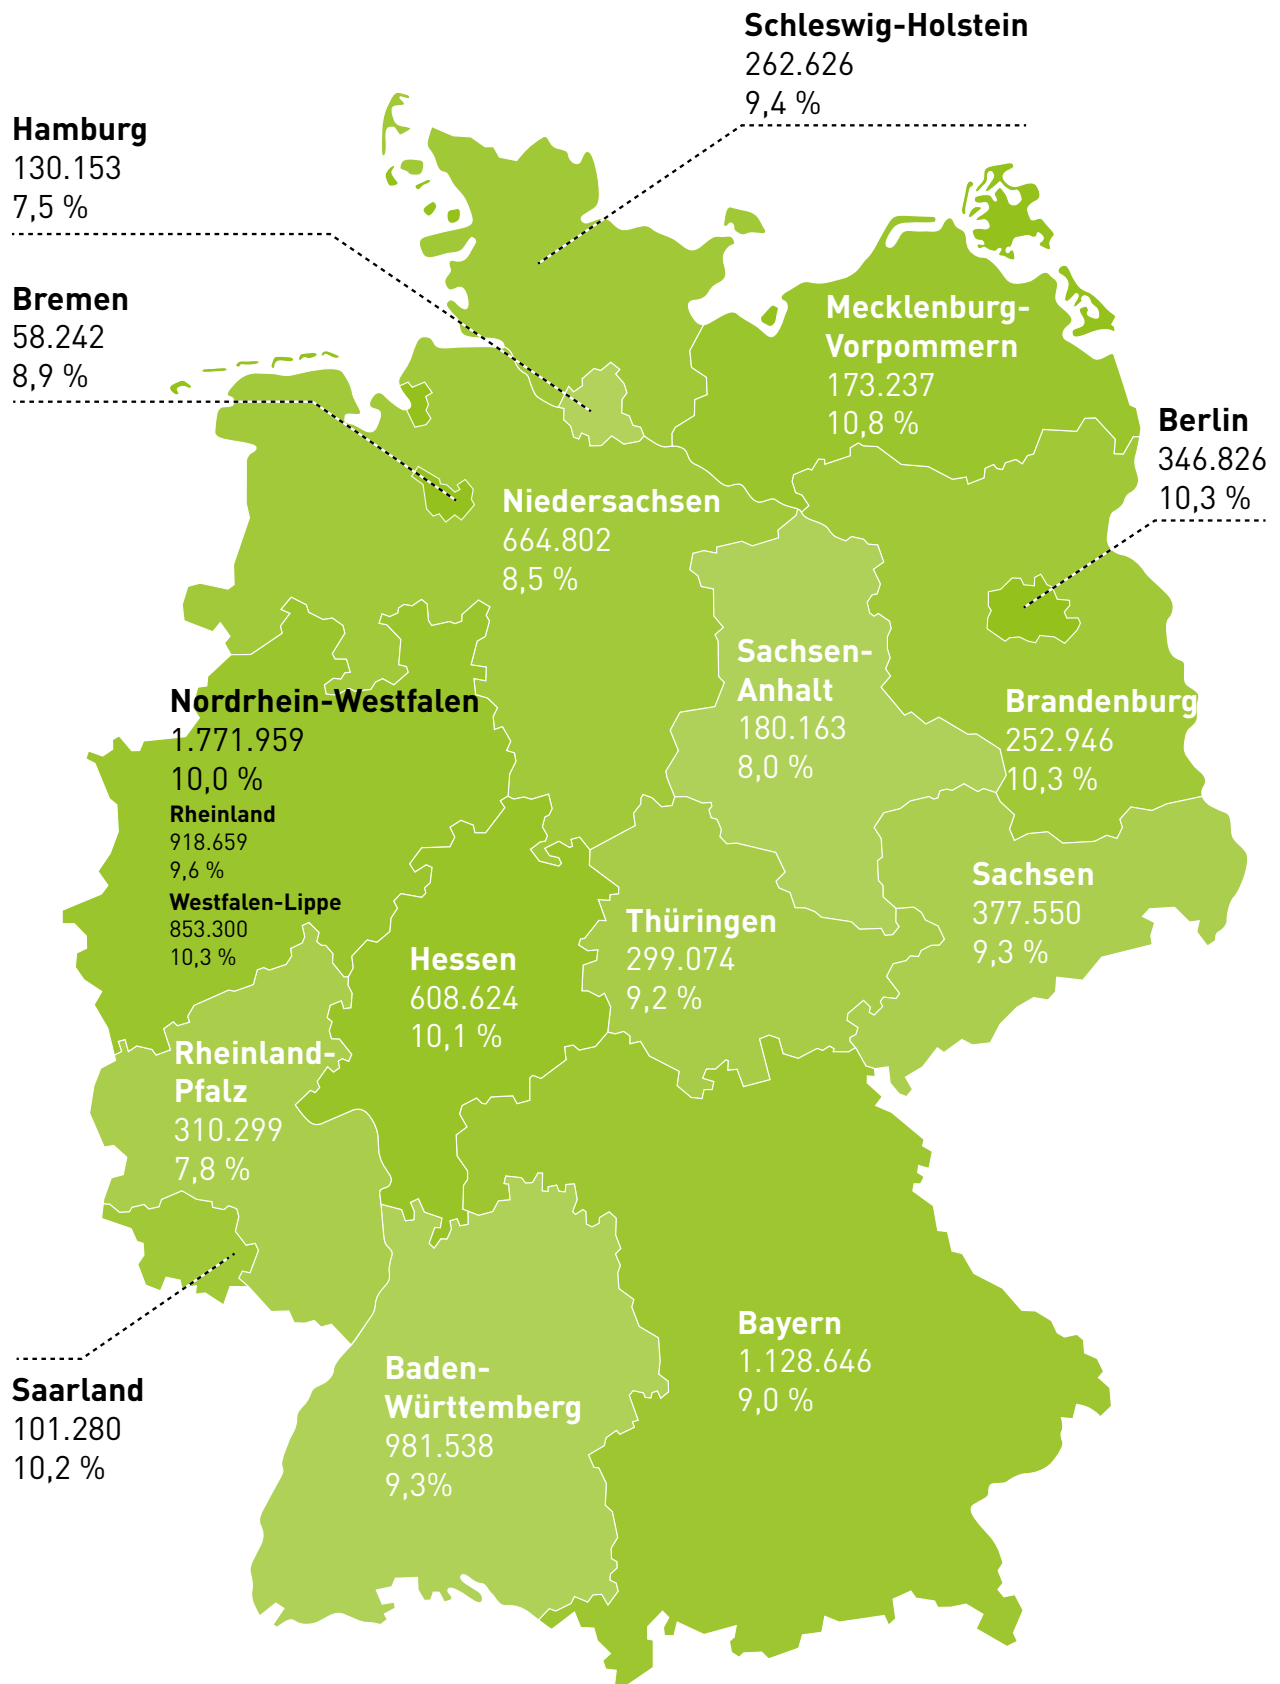 Schleswig-Holstein
262.626
9,4 %
Hamburg
130.153
7,5 %
Bremen
58.242
8,9 %
Mecklenburg-
Vorpommern
173.237
10,8 %
Berlin
346.826
10,3 %
Niedersachsen
664.802
8,5 %
Sachsen-
Anhalt
180.163
8,0 %
Brandenburg
252.946
10,3 %
Nordrhein-Westfalen
1.771.959
10,0 %
Rheinland
918.659
9,6 %
Westfalen-Lippe
853.300
10,3 %
Sachsen
377.550
9,3 %
Thüringen
299.074
9,2 %
Hessen
608.624
10,1 %
Rheinland-
Pfalz
310.299
7,8 %
Bayern
1.128.646
9,0 %
Baden-
Württemberg
981.538
9,3%
Saarland
101.280
10,2 %